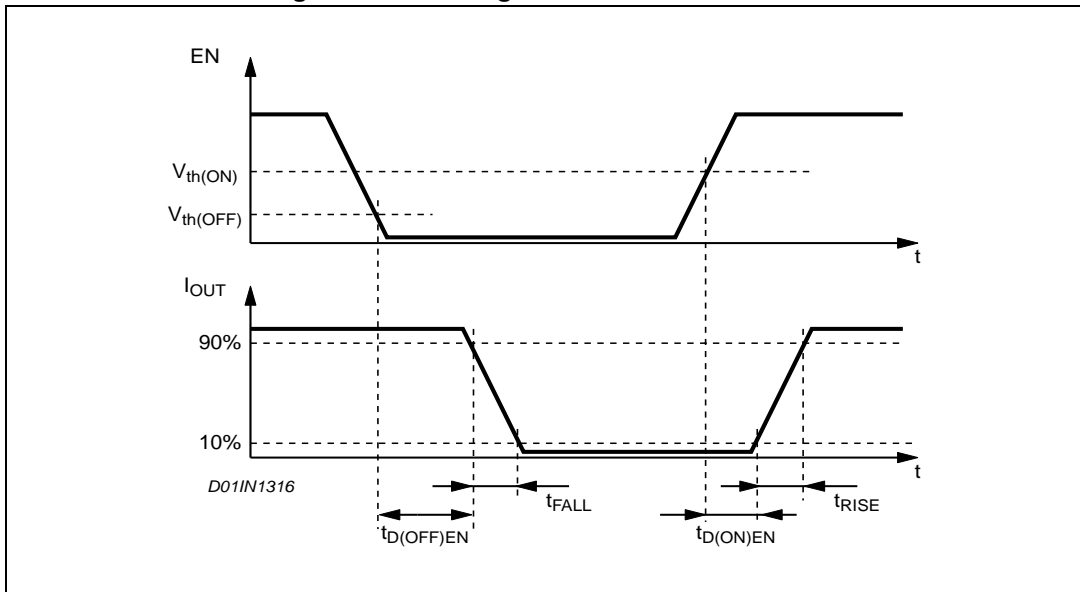 EN
Vth(ON)
Vth(OFF)
t
IOUT
90%
10%
t
D01IN1316
tFALL
tRISE
tD(OFF)EN
tD(ON)EN